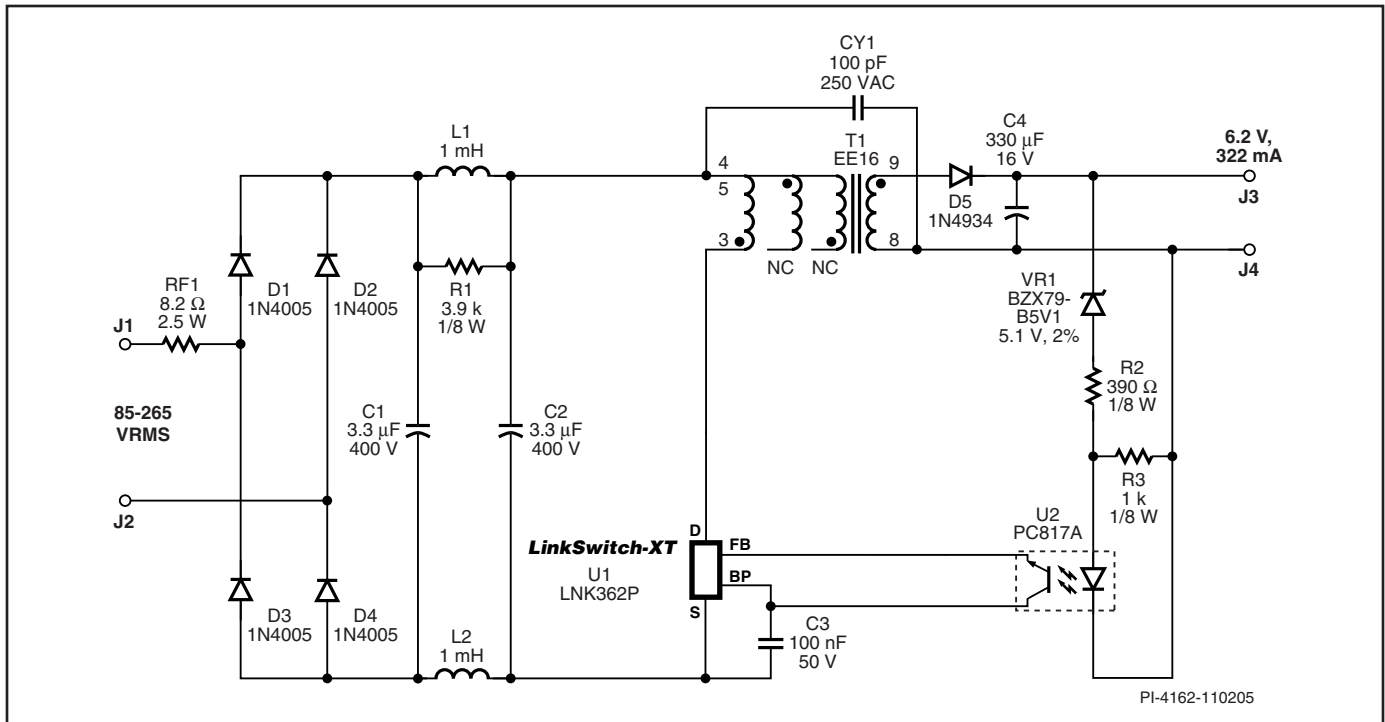 CY1
100 pF
250 VAC
L1
1 mH
T1
EE16
C4
330 µF
16 V
6.2 V,
322 mA
4
5
3
9
8
J3
J4
D5
1N4934
NC
NC
RF1
8.2 Ω
2.5 W
D1
1N4005
D2
1N4005
R1
3.9 k
1/8 W
VR1
BZX79-
B5V1
5.1 V, 2%
J1
R2
390 Ω
1/8 W
85-265
VRMS
C1
3.3 µF
400 V
C2
3.3 µF
400 V
R3
1 k
1/8 W
J2
U2
PC817A
LinkSwitch-XT
U1
LNK362P
D
FB
BP
S
D3
1N4005
D4
1N4005
L2
1 mH
C3
100 nF
50 V
PI-4162-110205